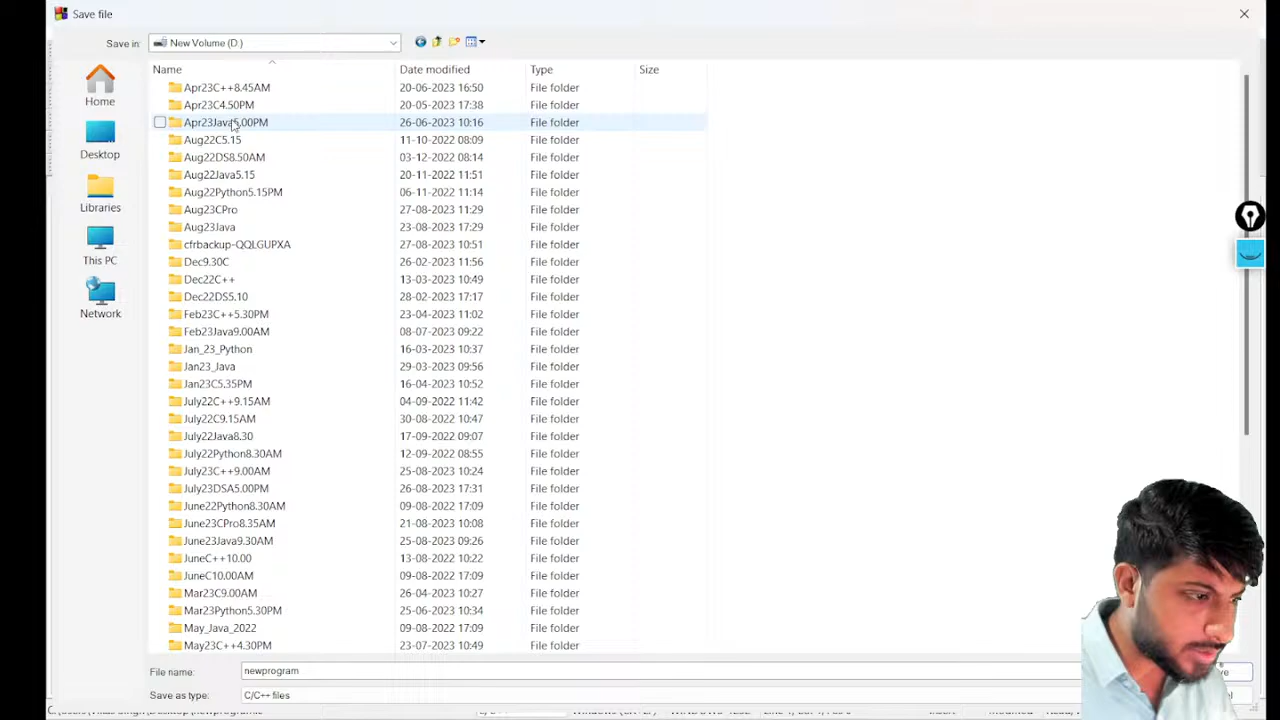 Save file
Save in: New Volume (D:)
Name Date modified Type Size
Home
Desktop
Libraries
This PC
Network
Apr23C++8.45AM 20-06-2023 16:50 File folder
Apr23C4.50PM 20-05-2023 17:38 File folder
Apr23Java5.00PM 26-06-2023 10:16 File folder
Aug22C5.15 11-10-2022 08:09 File folder
Aug22DS8.50AM 03-12-2022 08:14 File folder
Aug22Java5.15 20-11-2022 11:51 File folder
Aug22Python5.15PM 06-11-2022 11:14 File folder
Aug23CPro 27-08-2023 11:29 File folder
Aug23Java 23-08-2023 17:29 File folder
cfrbackup-QQLGUPXA 27-08-2023 10:51 File folder
Dec9.30C 26-02-2023 11:56 File folder
Dec22C++ 13-03-2023 10:49 File folder
Dec22DS5.10 28-02-2023 17:17 File folder
Feb23C++5.30PM 23-04-2023 11:02 File folder
Feb23Java9.00AM 08-07-2023 09:22 File folder
Jan_23_Python 16-03-2023 10:37 File folder
Jan23_Java 29-03-2023 09:56 File folder
Jan23C5.35PM 16-04-2023 10:52 File folder
July22C++9.15AM 04-09-2022 11:42 File folder
July22C9.15AM 30-08-2022 10:47 File folder
July22Java8.30 17-09-2022 09:07 File folder
July22Python8.30AM 12-09-2022 08:55 File folder
July23C++9.00AM 25-08-2023 10:24 File folder
July23DSA5.00PM 26-08-2023 17:31 File folder
June22Python8.30AM 09-08-2022 17:09 File folder
June23CPro8.35AM 21-08-2023 10:08 File folder
June23Java9.30AM 25-08-2023 09:26 File folder
JuneC++10.00 13-08-2022 10:22 File folder
JuneC10.00AM 09-08-2022 17:09 File folder
Mar23C9.00AM 26-04-2023 10:27 File folder
Mar23Python5.30PM 25-06-2023 10:34 File folder
May_Java_2022 09-08-2022 17:09 File folder
May23C++4.30PM 23-07-2023 10:49 File folder
File name: newprogram
Save as type: C/C++ files